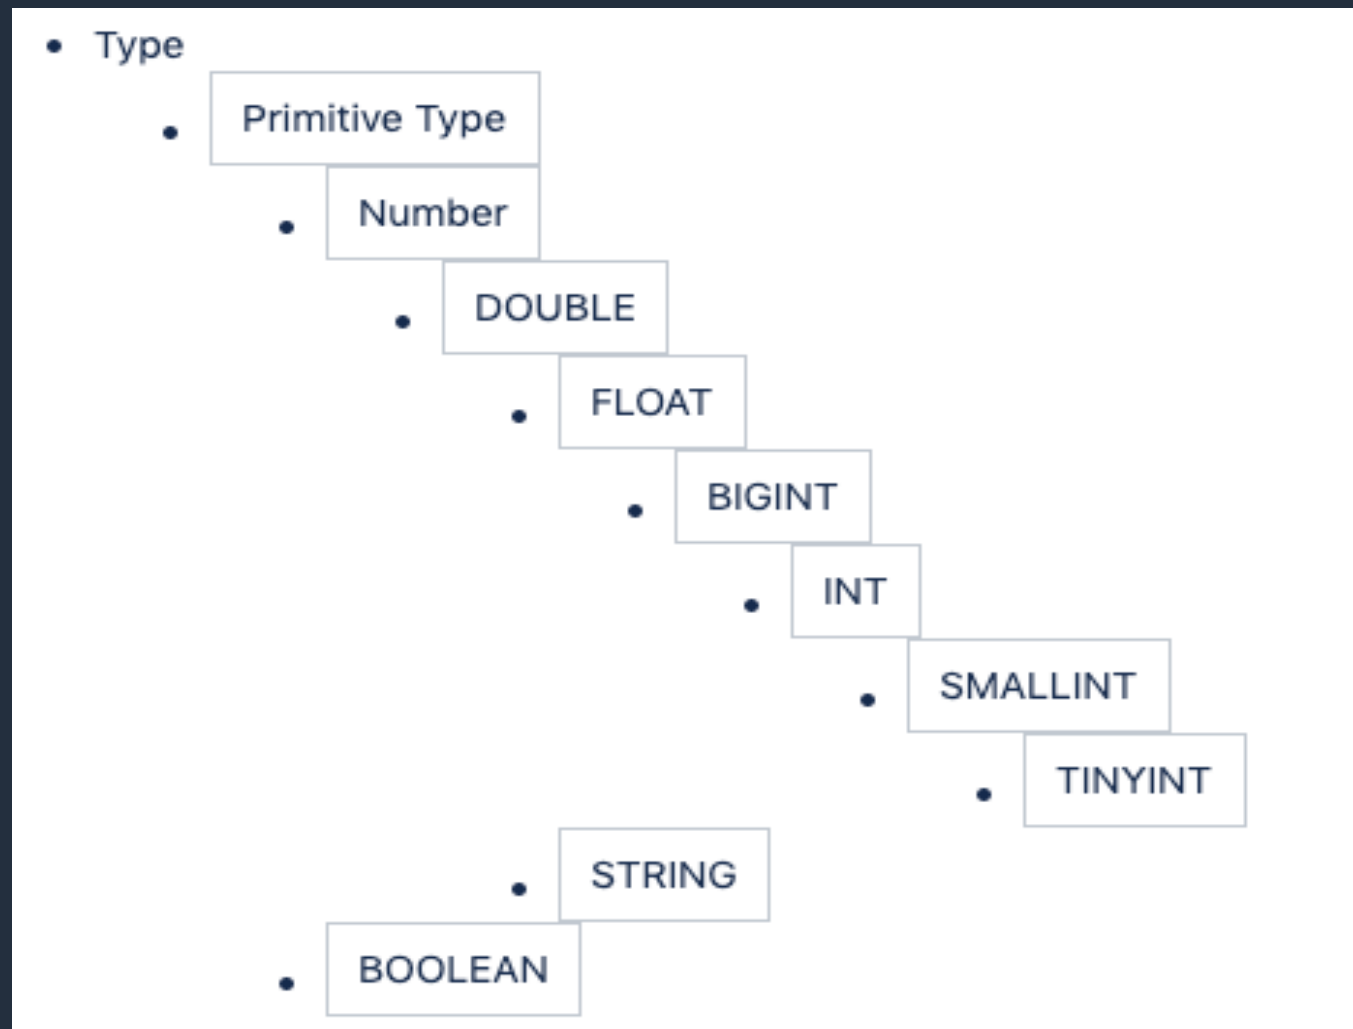 Type
Primitive Type
Number
DOUBLE
FLOAT
BIGINT
INT
SMALLINT
TINYINT
STRING
BOOLEAN